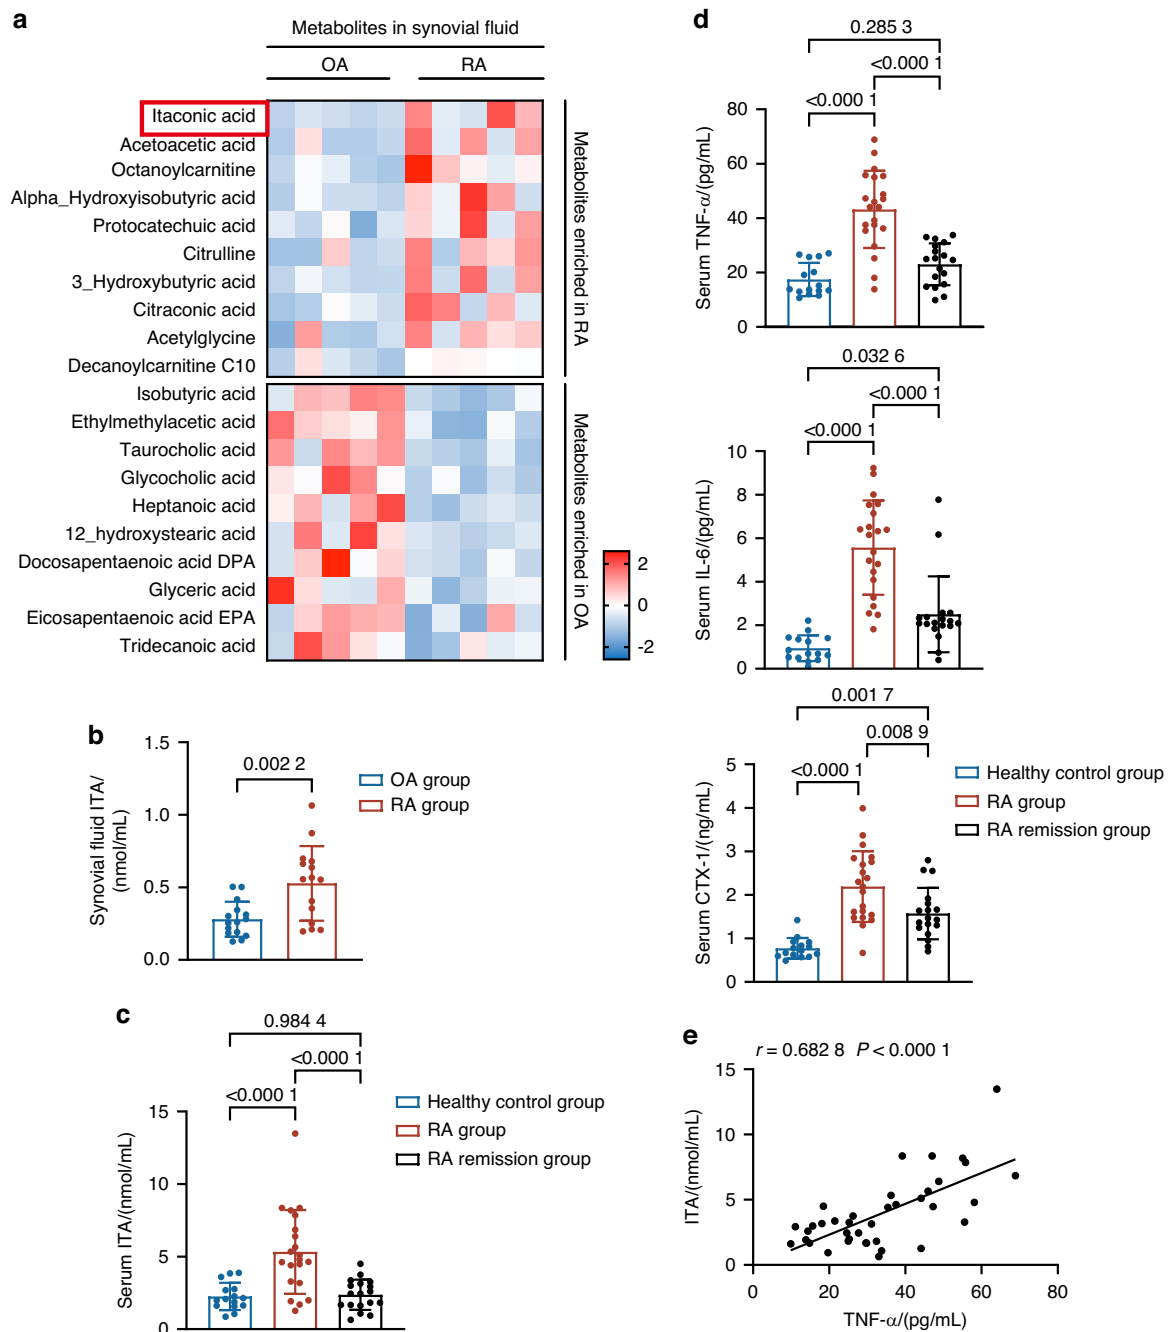 a
Metabolites in synovial fluid
OA
RA
Itaconic acid
Acetoacetic acid
Octanoylcarnitine
Alpha_Hydroxyisobutyric acid
Protocatechuic acid
Citrulline
3_Hydroxybutyric acid
Citraconic acid
Acetylglycine
Decanoylcarnitine C10
Metabolites enriched in RA
Isobutyric acid
Ethylmethylacetic acid
Taurocholic acid
Glycocholic acid
Heptanoic acid
12_hydroxystearic acid
Docosapentaenoic acid DPA
Glyceric acid
Eicosapentaenoic acid EPA
Tridecanoic acid
Metabolites enriched in OA
2
0
-2
b
Synovial fluid ITA/
(nmol/mL)
1.5
1.0
0.5
0.0
0.002 2
OA group
RA group
c
Serum ITA/(nmol/mL)
15
10
5
0
0.984 4
<0.000 1
<0.000 1
Healthy control group
RA group
RA remission group
d
0.285 3
<0.000 1
<0.000 1
Serum TNF-α/(pg/mL)
80
60
40
20
0
0.032 6
<0.000 1
<0.000 1
Serum IL-6/(pg/mL)
10
8
6
4
2
0
0.001 7
0.008 9
<0.000 1
Serum CTX-1/(ng/mL)
5
4
3
2
1
0
Healthy control group
RA group
RA remission group
e
r = 0.682 8 P < 0.000 1
ITA/(nmol/mL)
15
10
5
0
0 20 40 60 80
TNF-α/(pg/mL)